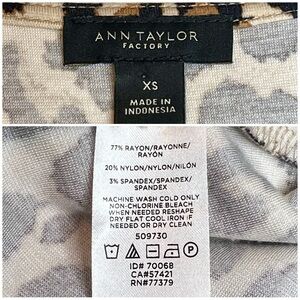 ANN TAYLOR
FACTORY
XS
MADE IN
INDONESIA
77% RAYON/RAYONNE/
RAYÓN
20% NYLON/NYLON/NILÓN
3% SPANDEX/SPANDEX/
SPANDEX
MACHINE WASH COLD ONLY
NON-CHLORINE BLEACH
WHEN NEEDED RESHAPE
DRY FLAT COOL IRON IF
NEEDED OR DRY CLEAN
509730
ID# 70068
CA#57421
RN#77379